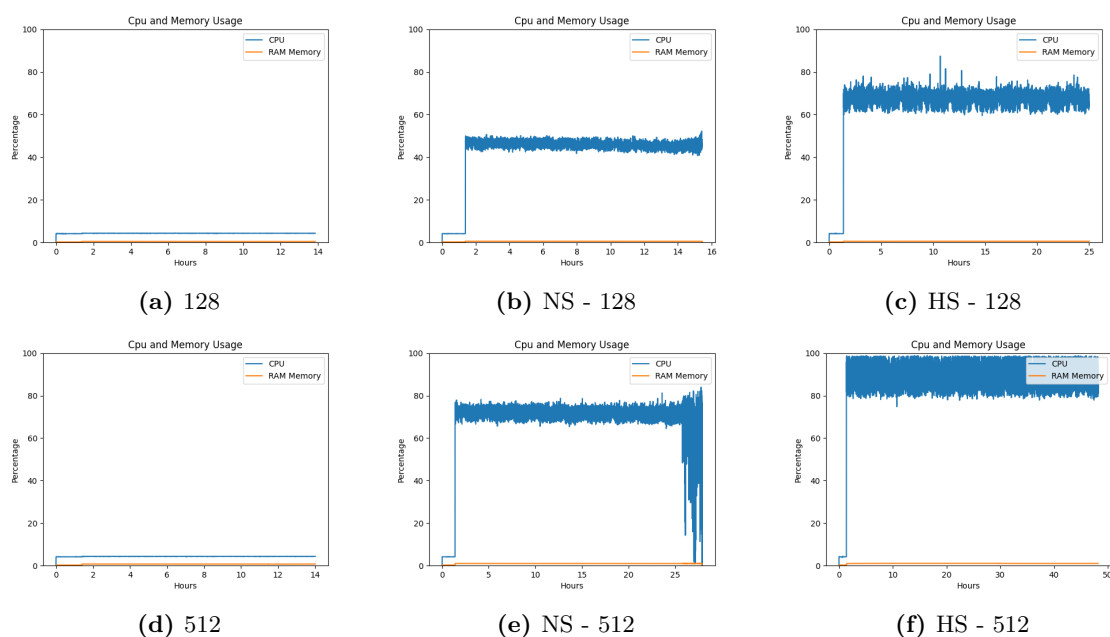 Cpu and Memory Usage
100
80
60
40
20
0
Percentage
CPU
RAM Memory
0 2 4 6 8 10 12 14
Hours
(a) 128
Cpu and Memory Usage
100
80
60
40
20
0
Percentage
CPU
RAM Memory
0 2 4 6 8 10 12 14 16
Hours
(b) NS - 128
Cpu and Memory Usage
100
80
60
40
20
0
Percentage
CPU
RAM Memory
0 5 10 15 20 25
Hours
(c) HS - 128
Cpu and Memory Usage
100
80
60
40
20
0
Percentage
CPU
RAM Memory
0 2 4 6 8 10 12 14
Hours
(d) 512
Cpu and Memory Usage
100
80
60
40
20
0
Percentage
CPU
RAM Memory
0 5 10 15 20 25
Hours
(e) NS - 512
Cpu and Memory Usage
100
80
60
40
20
0
Percentage
CPU
RAM Memory
0 10 20 30 40 50
Hours
(f) HS - 512